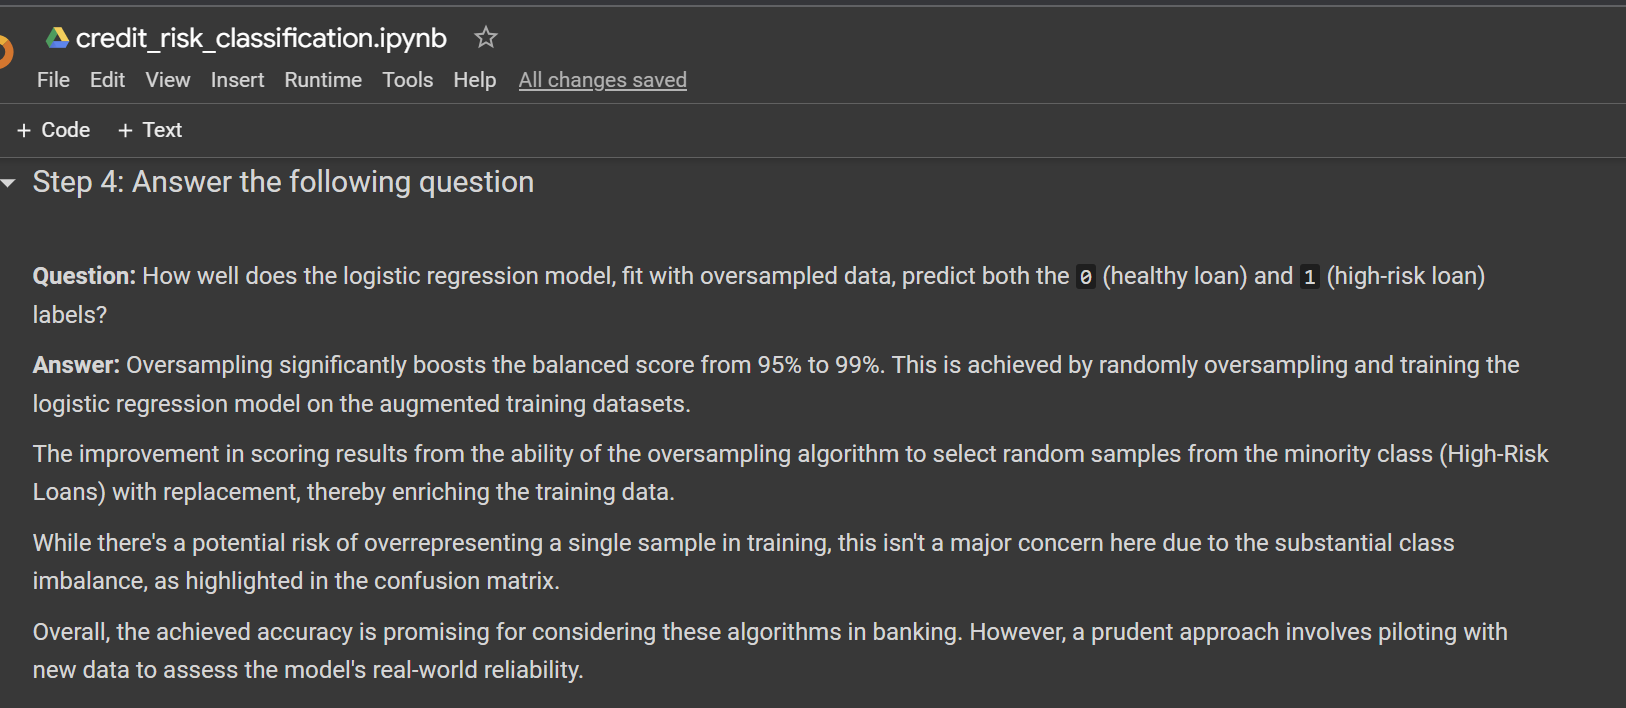 credit_risk_classification.ipynb
File Edit View Insert Runtime Tools Help All changes saved
+ Code + Text
Step 4: Answer the following question
Question: How well does the logistic regression model, fit with oversampled data, predict both the 0 (healthy loan) and 1 (high-risk loan)
labels?
Answer: Oversampling significantly boosts the balanced score from 95% to 99%. This is achieved by randomly oversampling and training the
logistic regression model on the augmented training datasets.
The improvement in scoring results from the ability of the oversampling algorithm to select random samples from the minority class (High-Risk
Loans) with replacement, thereby enriching the training data.
While there's a potential risk of overrepresenting a single sample in training, this isn't a major concern here due to the substantial class
imbalance, as highlighted in the confusion matrix.
Overall, the achieved accuracy is promising for considering these algorithms in banking. However, a prudent approach involves piloting with
new data to assess the model's real-world reliability.